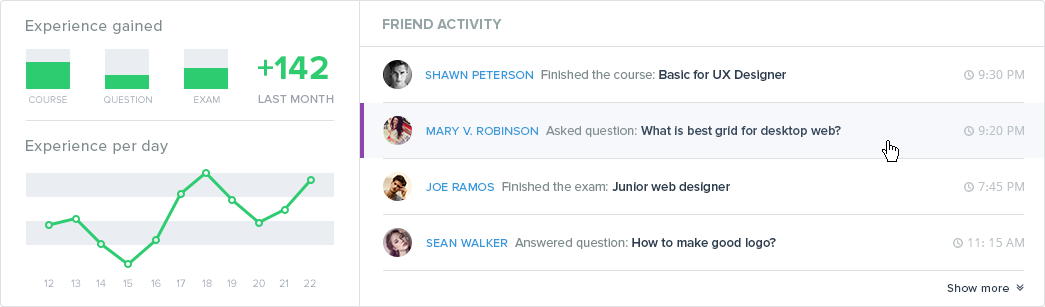 Experience gained
COURSE QUESTION EXAM
+142
LAST MONTH
Experience per day
12 13 14 15 16 17 18 19 20 21 22
FRIEND ACTIVITY
SHAWN PETERSON Finished the course: Basic for UX Designer 9:30 PM
MARY V. ROBINSON Asked question: What is best grid for desktop web? 9:20 PM
JOE RAMOS Finished the exam: Junior web designer 7:45 PM
SEAN WALKER Answered question: How to make good logo? 11: 15 AM
Show more